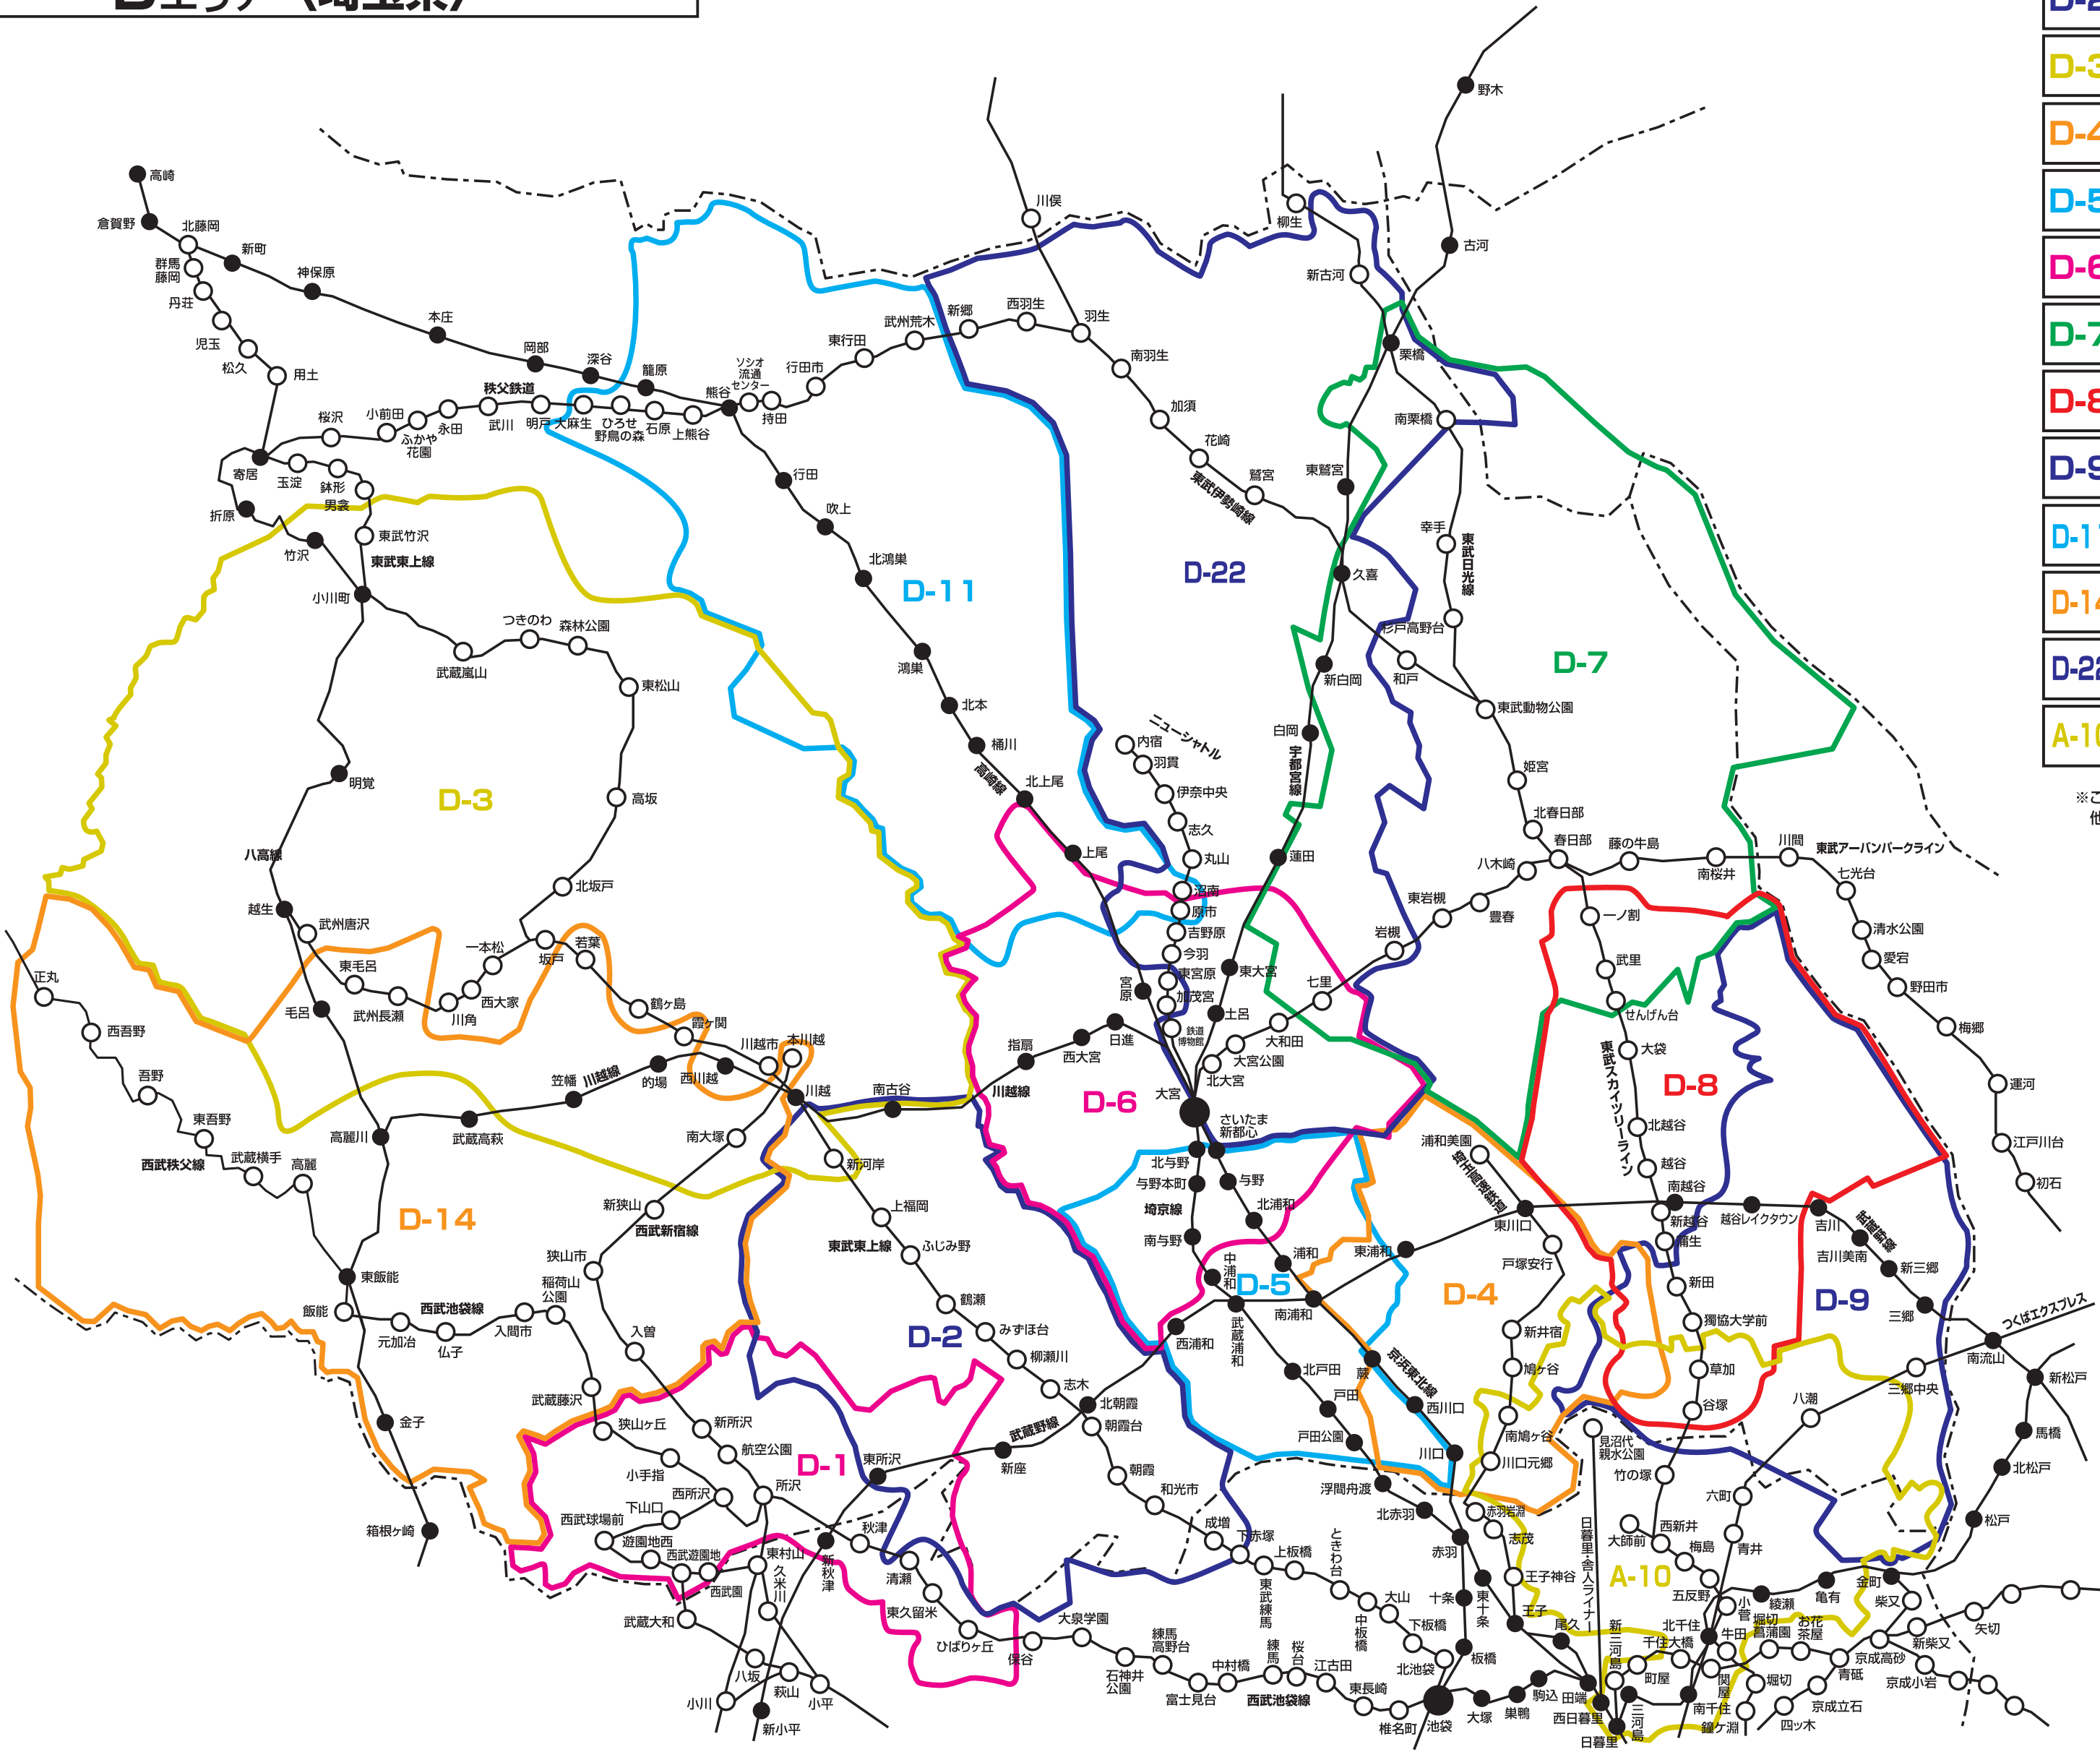 Dエリア(埼玉県)
D-2
D-3
D-4
D-5
D-6
D-7
D-8
D-9
D-11
D-14
D-22
A-10
※こ
他
高崎
倉賀野
北藤岡
群馬
藤岡
新町
丹荘
神保原
児玉
松久
用土
本庄
岡部
深谷
籠原
熊谷
ソシオ
流通
センター
持田
行田市
東行田
武州荒木
新郷
西羽生
羽生
川俣
南羽生
加須
花崎
鷲宮
東武伊勢崎線
柳生
新古河
野木
古河
栗橋
南栗橋
東鷲宮
幸手
東武日光線
久喜
杉戸高野台
和戸
東武動物公園
新白岡
白岡
宇都宮線
蓮田
姫宮
北春日部
春日部
八木崎
藤の牛島
南桜井
川間
東武アーバンパークライン
七光台
清水公園
愛宕
野田市
梅郷
運河
江戸川台
初石
豊春
東岩槻
岩槻
七里
大和田
大宮公園
北大宮
一ノ割
武里
せんげん台
大袋
東武スカイツリーライン
北越谷
越谷
南越谷
新越谷
蒲生
新田
獨協大学前
草加
谷塚
竹の塚
越谷レイクタウン
吉川
武蔵野線
吉川美南
新三郷
三郷
つくばエクスプレス
南流山
新松戸
馬橋
北松戸
松戸
三郷中央
八潮
六町
青井
秩父鉄道
寄居
桜沢
小前田
ふかや
花園
永田
武川
明戸
大麻生
ひろせ
野鳥の森
石原
上熊谷
玉淀
鉢形
男衾
折原
竹沢
東武竹沢
東武東上線
小川町
武蔵嵐山
つきのわ
森林公園
東松山
高坂
北坂戸
坂戸
若葉
鶴ヶ島
霞ヶ関
川越市
本川越
川越
行田
吹上
北鴻巣
鴻巣
北本
桶川
高崎線
北上尾
上尾
宮原
ニューシャトル
内宿
羽貫
伊奈中央
志久
丸山
沼南
原市
吉野原
今羽
東宮原
加茂宮
鉄道
博物館
東大宮
土呂
大宮
さいたま
新都心
北与野
与野本町
与野
埼京線
北浦和
南与野
中浦和
浦和
南浦和
武蔵浦和
西浦和
東浦和
東川口
浦和美園
埼玉高速鉄道
戸塚安行
新井宿
鳩ヶ谷
南鳩ヶ谷
川口元郷
北戸田
戸田
戸田公園
浮間舟渡
北赤羽
赤羽
蕨
京浜東北線
西川口
川口
赤羽岩淵
志茂
王子神谷
王子
十条
東十条
板橋
池袋
大塚
巣鴨
駒込
田端
西日暮里
日暮里
三河島
新三河島
町屋
千住大橋
北千住
南千住
関屋
牛田
堀切
鐘ケ淵
堀切
菖蒲園
お花
茶屋
四ッ木
京成立石
青砥
京成高砂
京成小岩
新柴又
柴又
金町
矢切
亀有
綾瀬
小菅
五反野
梅島
西新井
大師前
見沼代
親水公園
日暮里・舎人ライナー
尾久
明覚
八高線
越生
武州唐沢
東毛呂
武州長瀬
川角
西大家
一本松
毛呂
高麗川
武蔵高萩
笠幡
川越線
的場
西川越
南古谷
指扇
西大宮
日進
川越線
正丸
西吾野
吾野
東吾野
西武秩父線
武蔵横手
高麗
東飯能
飯能
元加治
仏子
西武池袋線
入間市
稲荷山
公園
武蔵藤沢
狭山ヶ丘
小手指
西所沢
下山口
西武球場前
遊園地西
西武遊園地
西武園
武蔵大和
金子
箱根ヶ崎
南大塚
新狭山
西武新宿線
狭山市
入曽
新所沢
航空公園
所沢
東村山
久米川
八坂
萩山
小平
小川
新小平
新秋津
秋津
清瀬
東久留米
ひばりヶ丘
保谷
大泉学園
石神井
公園
練馬
高野台
富士見台
中村橋
練馬
桜台
江古田
東長崎
椎名町
西武池袋線
新河岸
上福岡
ふじみ野
東武東上線
鶴瀬
みずほ台
柳瀬川
志木
朝霞台
北朝霞
武蔵野線
新座
東所沢
朝霞
和光市
成増
下赤塚
東武練馬
上板橋
ときわ台
中板橋
大山
下板橋
北池袋
D-11
D-22
D-7
D-3
D-6
D-8
D-14
D-5
D-4
D-9
D-2
D-1
A-10